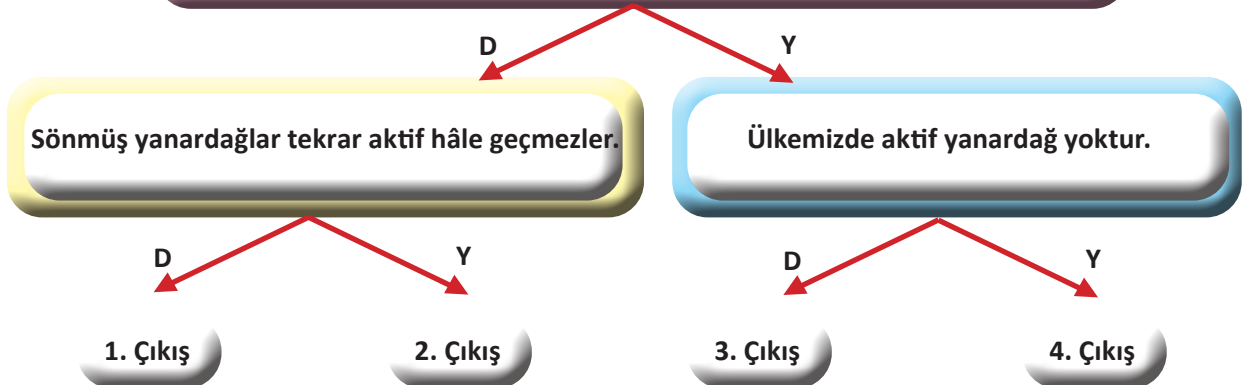 D Y
Sönmüş yanardağlar tekrar aktif hâle geçmezler.
Ülkemizde aktif yanardağ yoktur.
D Y D Y
1. Çıkış 2. Çıkış 3. Çıkış 4. Çıkış